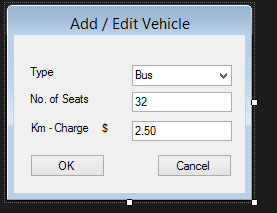 Add / Edit Vehicle
Type Bus
No. of Seats 32
Km - Charge $ 2.50
OK Cancel